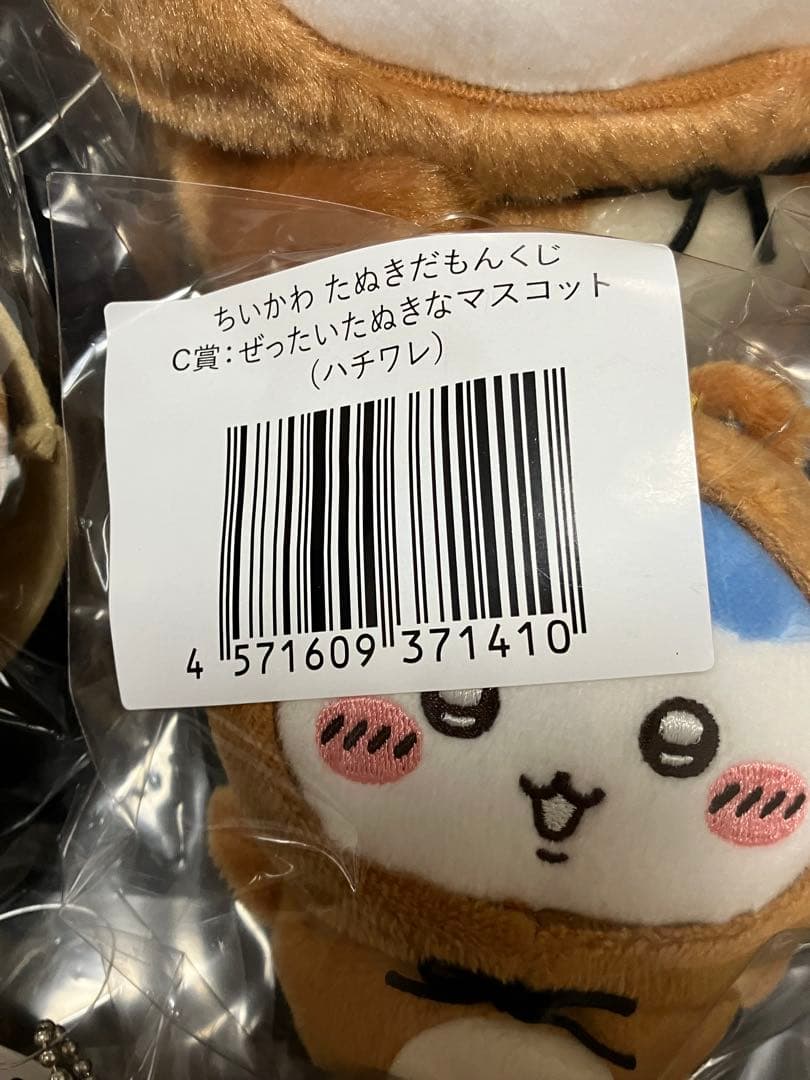 ちいかわ たぬきだもんくじ
C賞：ぜったいたぬきなマスコット
（ハチワレ）
4 571609 371410